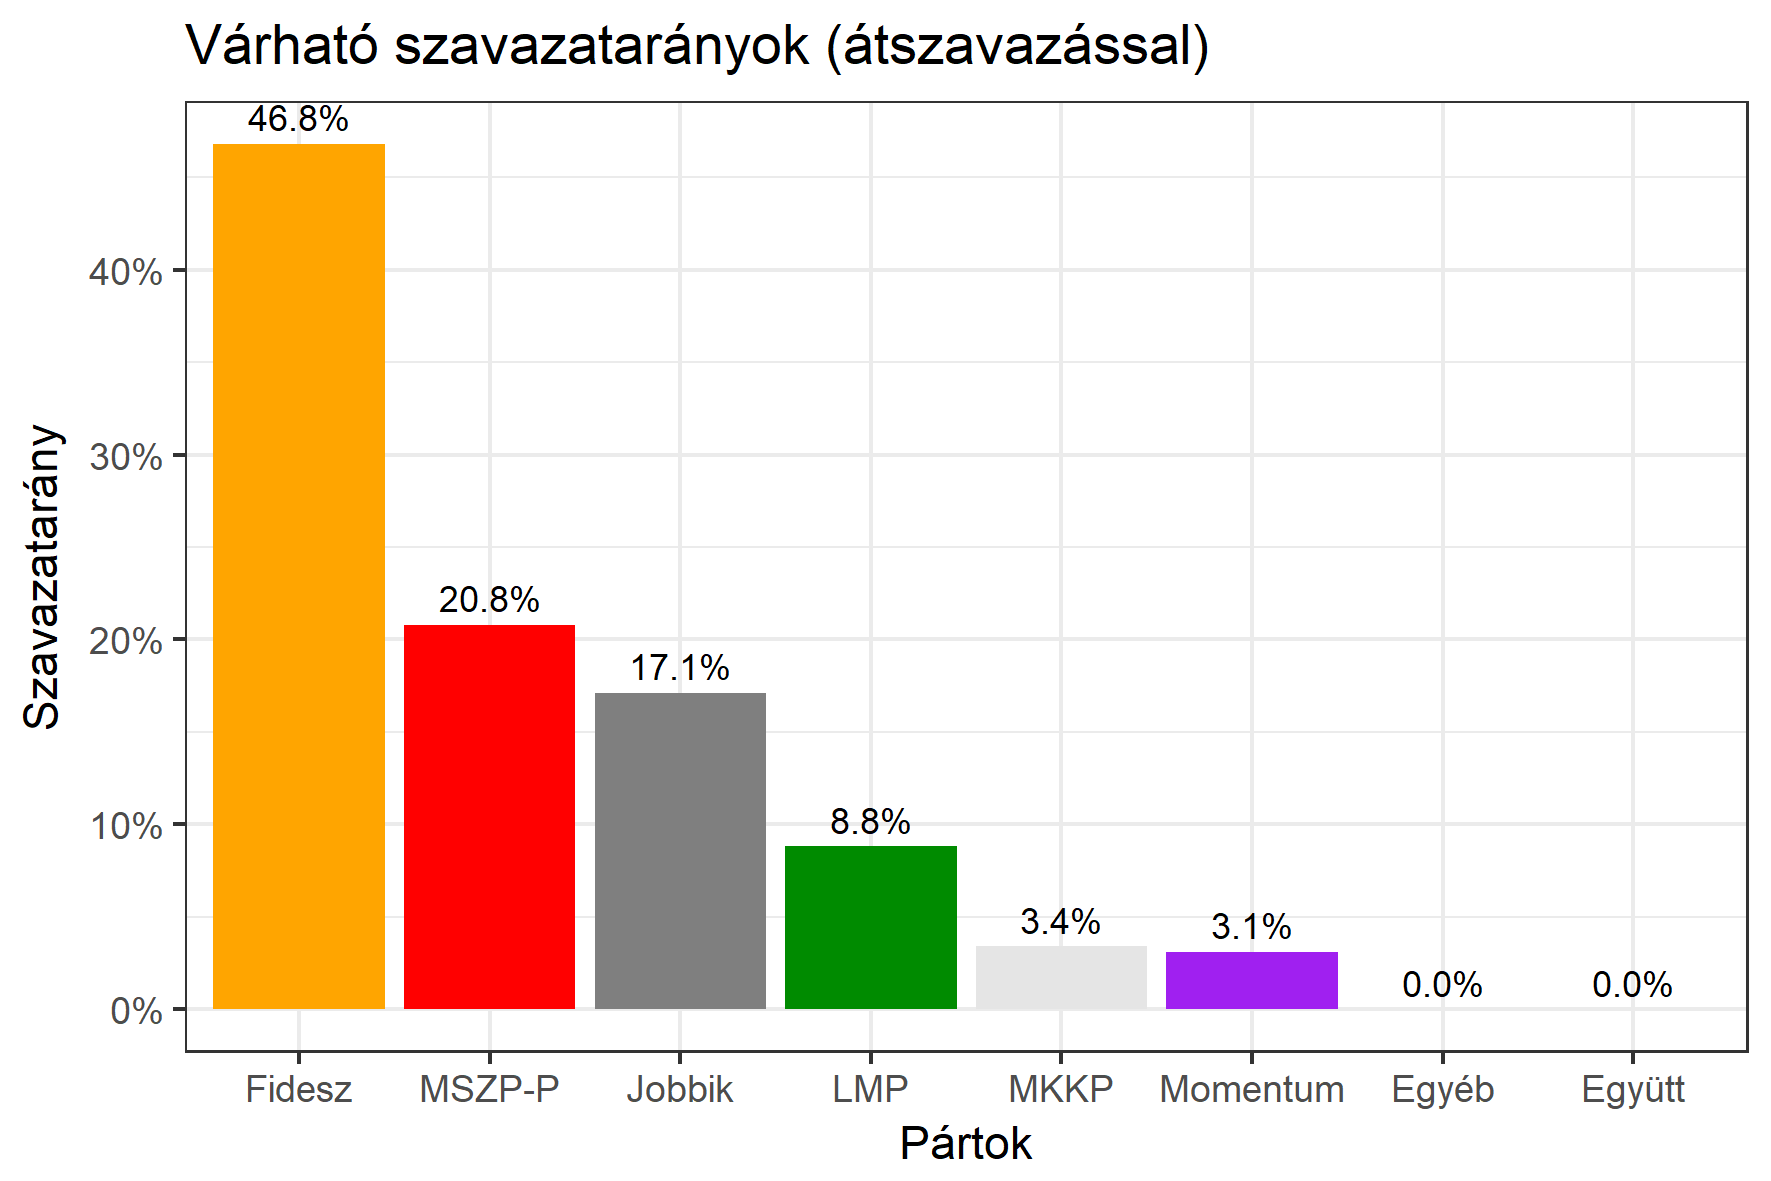 Várható szavazatarányok (átszavazással)
46.8%
20.8%
17.1%
8.8%
3.4%
3.1%
0.0%
0.0%
40%
30%
20%
10%
0%
Szavazatarány
Fidesz
MSZP-P
Jobbik
LMP
MKKP
Momentum
Egyéb
Együtt
Pártok